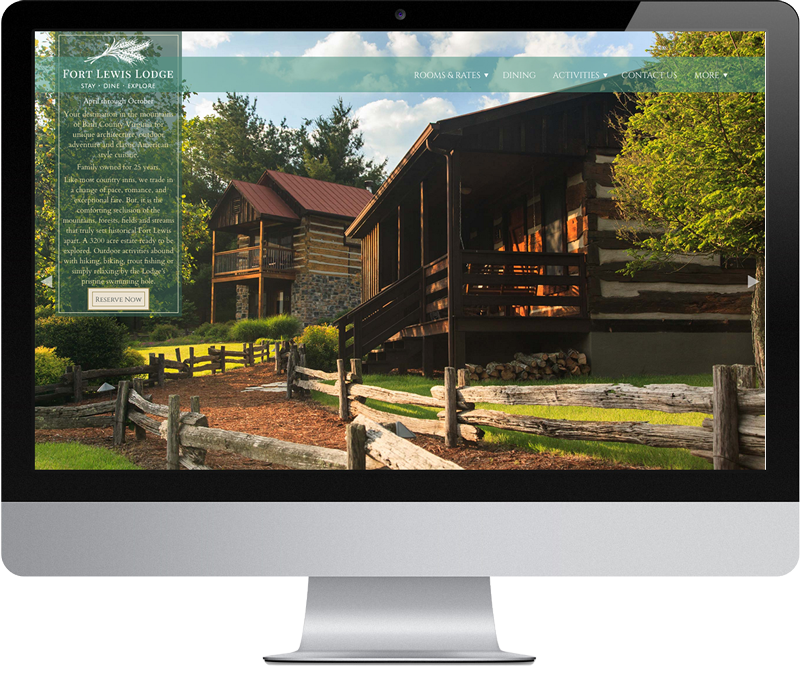 FORT LEWIS LODGE
STAY • DINE • EXPLORE
ROOMS & RATES ▾ DINING ACTIVITIES ▾ CONTACT US MORE ▾
April through October
Your destination in the mountains
of Bath County Virginia for
unique architecture, outdoor
adventure and classic American
style cuisine.
Family owned for 25 years.
Like most country inns, we trade in
a change of pace, romance, and
exceptional fare. But, it is the
comforting seclusion of the
mountains, forests, fields and streams
that truly sets historical Fort Lewis
apart. A 3200 acre estate ready to be
explored. Outdoor activities abound
with hiking, biking, trout fishing or
simply relaxing by the Lodge's
pristine swimming hole.
RESERVE NOW